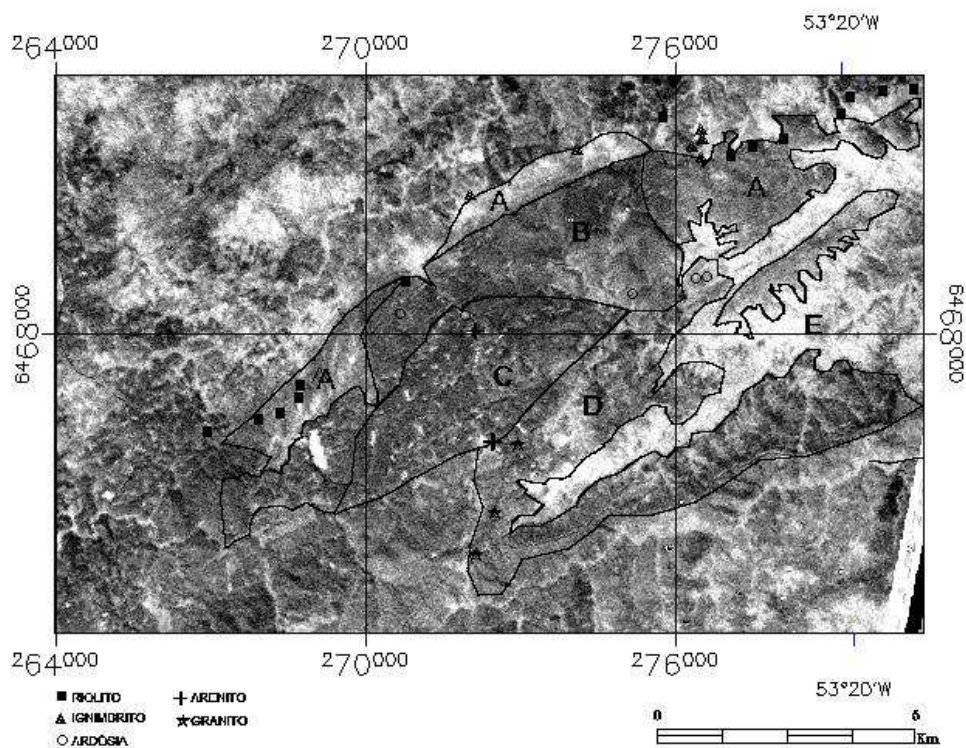 53°20'W
264000 270000 276000
A
A
B
6468000 6468000
E
A
C
D
264000 270000 276000
53°20'W
RIOLITO ARENITO
IGNIMBRITO GRANITO
ARDÓSIA
0 5
Km